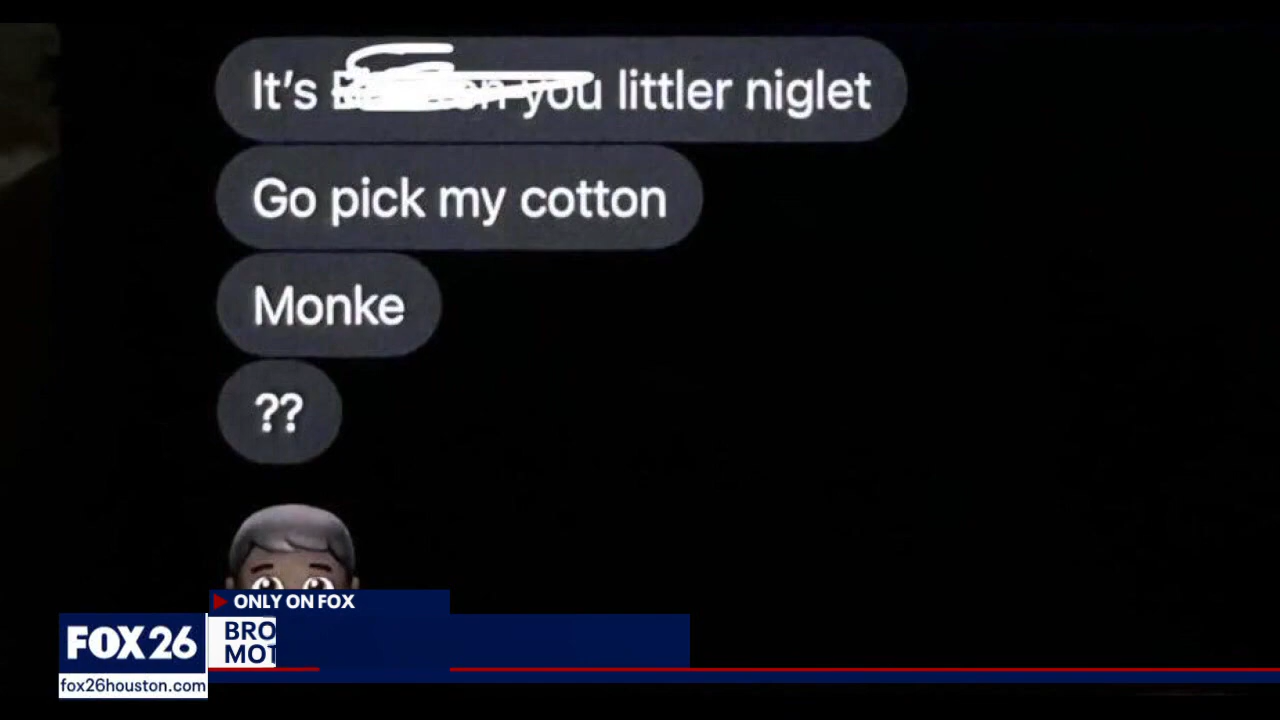 It's you littler niglet
Go pick my cotton
Monke
??
ONLY ON FOX
FOX 26
BRO
MOT
fox26houston.com